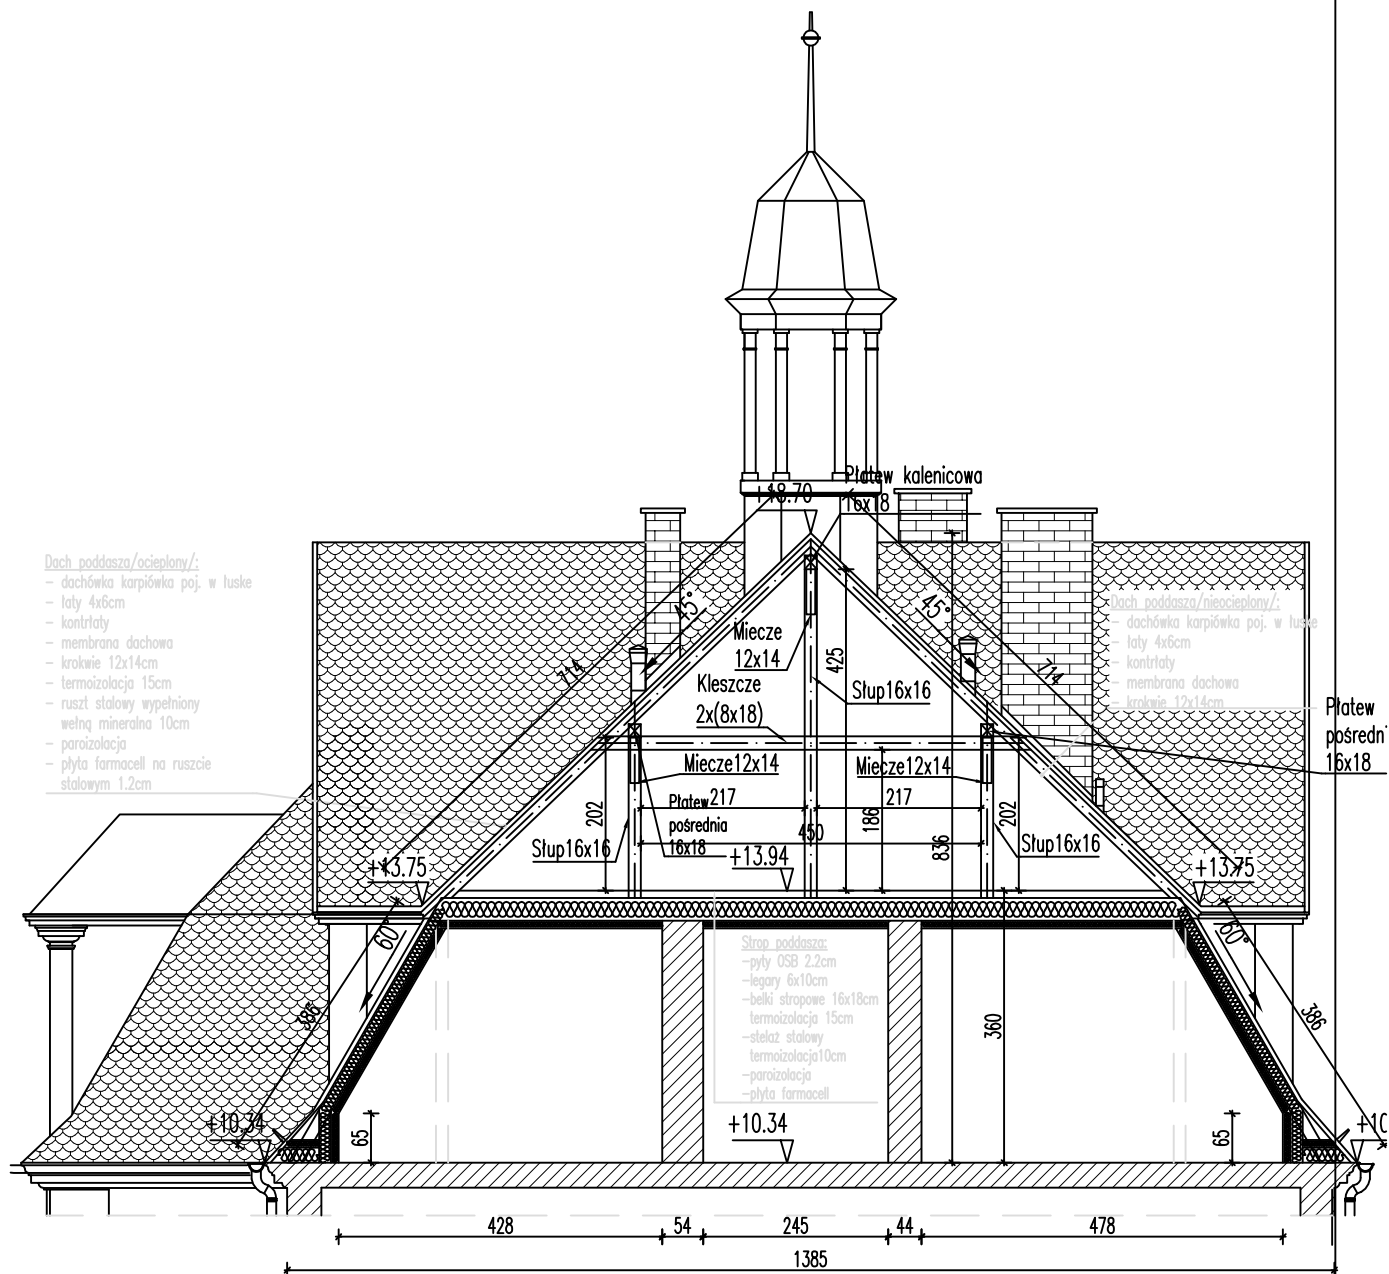 Płatew kalenicowa
16x18
+18.70
Dach poddasza/ocieplony/:
- dachówka karpiówka poj. w łuske
- łaty 4x6cm
- kontrłaty
- membrana dachowa
- krokwie 12x14cm
- termoizolacja 15cm
- ruszt stalowy wypełniony
wełną mineralna 10cm
- paroizolacja
- płyta farmacell na ruszcie
stalowym 1.2cm
Dach poddasza/nieocieplony/:
- dachówka karpiówka poj. w łuske
- łaty 4x6cm
- kontrłaty
- membrana dachowa
- krokwie 12x14cm
45°
45°
714
714
Miecze
12x14
425
Kleszcze
2x(8x18)
Słup16x16
Płatew
pośredni
16x18
Miecze12x14
Miecze12x14
202
Płatew
pośrednia
16x18
217
217
450
186
836
202
Słup16x16
Słup16x16
+13.94
+13.75
+13.75
60°
60°
Strop poddasza:
-pyły OSB 2.2cm
-legary 6x10cm
-belki stropowe 16x18cm
termoizolacja 15cm
-stelaż stalowy
termoizolacja10cm
-paroizolacja
-płyta farmacell
386
386
360
+10.34
+10.34
+10
65
65
428
54
245
44
478
1385